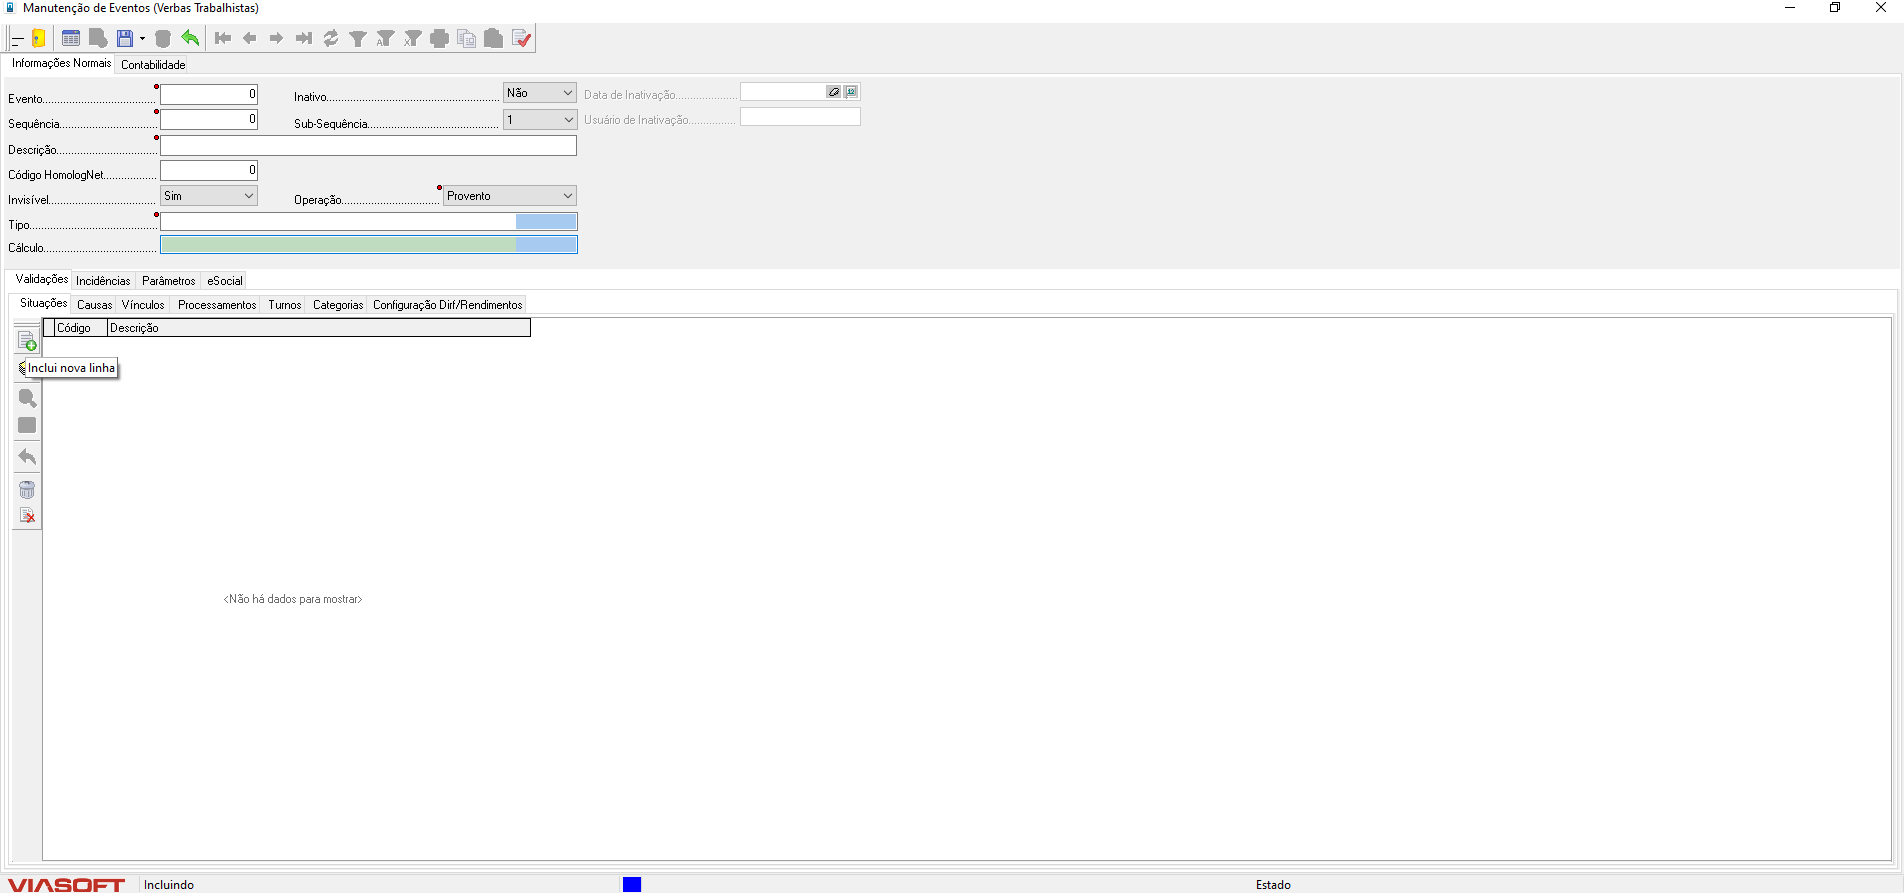 Manutenção de Eventos (Verbas Trabalhistas)
Informações Normais Contabilidade
Evento 0 Inativo Não Data de Inativação
Sequência 0 Sub-Sequência 1 Usuário de Inativação
Descrição
Código HomologNet 0
Invisível Sim Operação Provento
Tipo
Cálculo
Validações Incidências Parâmetros eSocial
Situações Causas Vínculos Processamentos Turnos Categorias Configuração Dirf/Rendimentos
Código Descrição
Inclui nova linha
<Não há dados para mostrar>
VIASOFT Incluindo Estado